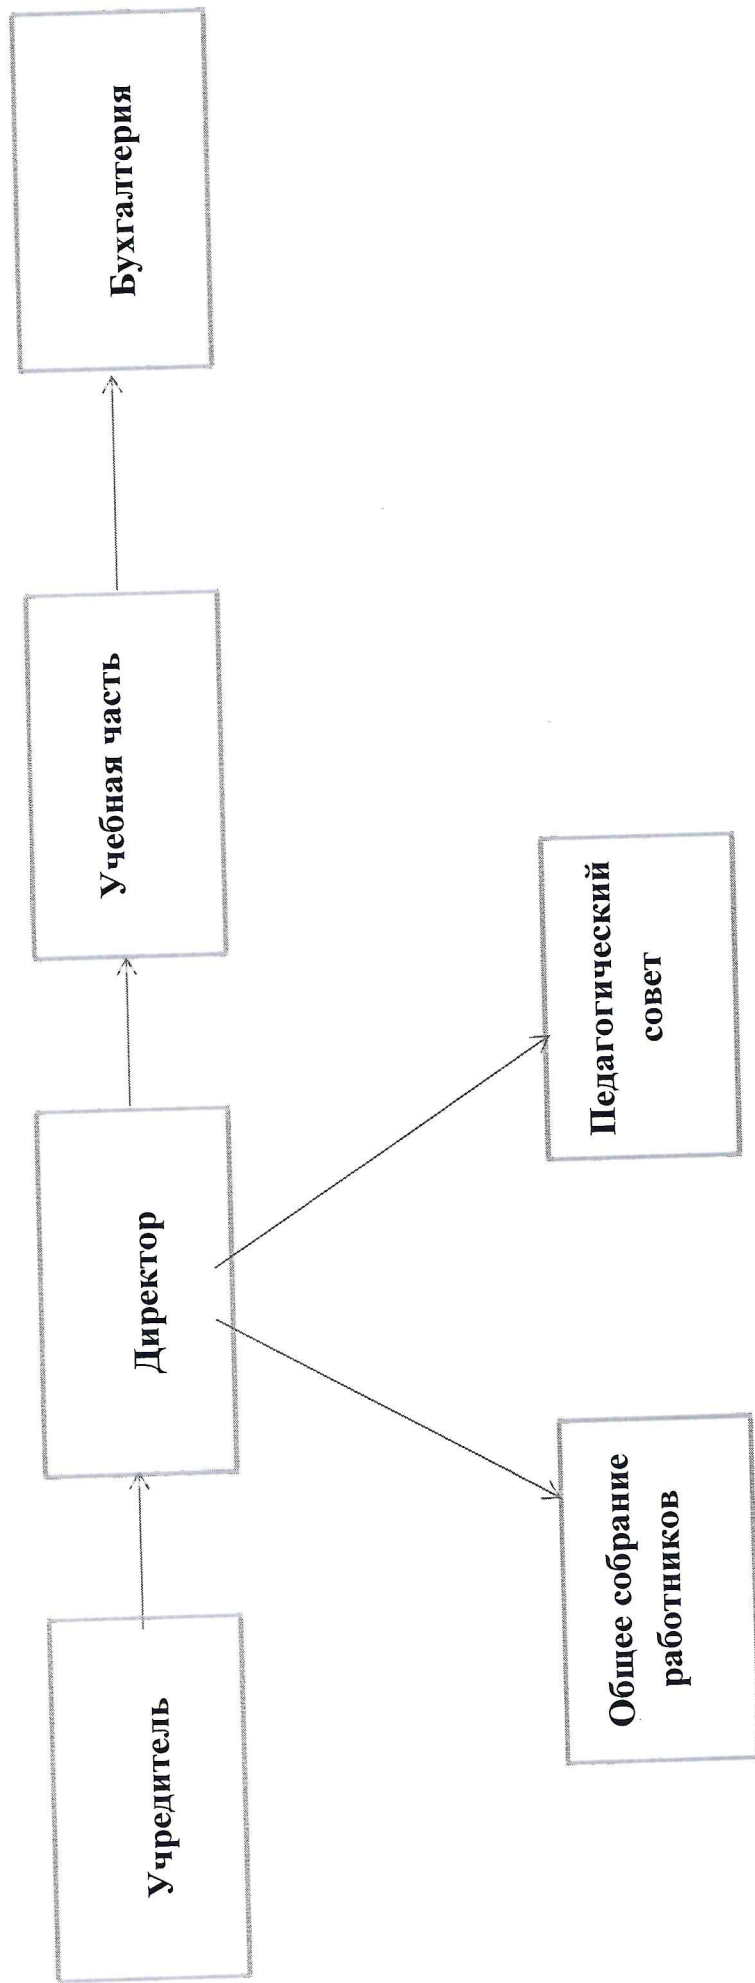 Учредитель
Директор
Учебная часть
Бухгалтерия
Общее собрание
работников
Педагогический
совет